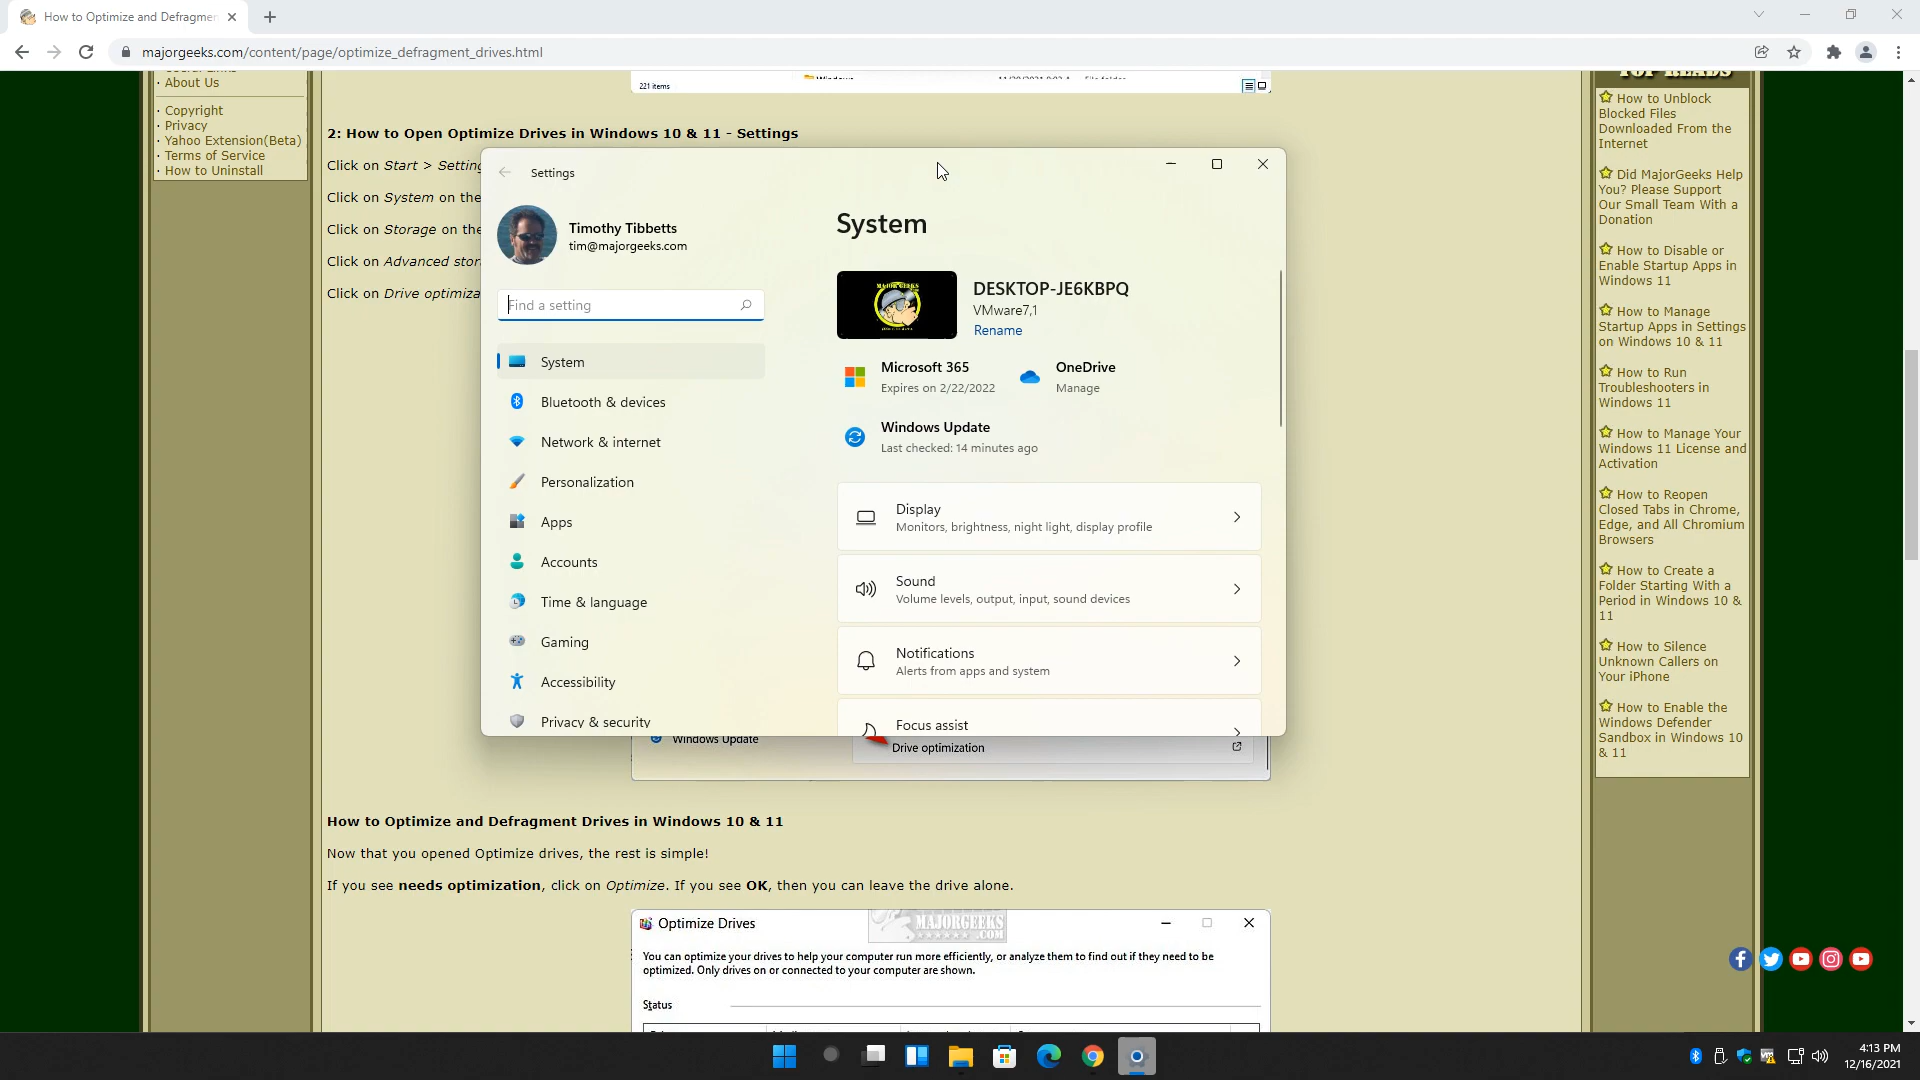 How to Optimize and Defragmen
majorgeeks.com/content/page/optimize_defragment_drives.html
About Us
Copyright
Privacy
Yahoo Extension(Beta)
Terms of Service
How to Uninstall
221 items
2: How to Open Optimize Drives in Windows 10 & 11 - Settings
Click on Start > Setting
Click on System on the
Click on Storage on the
Click on Advanced stor
Click on Drive optimiza
Settings
Timothy Tibbetts
tim@majorgeeks.com
Find a setting
System
Bluetooth & devices
Network & internet
Personalization
Apps
Accounts
Time & language
Gaming
Accessibility
Privacy & security
System
MAJOR GEEKS
DESKTOP-JE6KBPQ
VMware7,1
Rename
Microsoft 365
Expires on 2/22/2022
OneDrive
Manage
Windows Update
Last checked: 14 minutes ago
Display
Monitors, brightness, night light, display profile
Sound
Volume levels, output, input, sound devices
Notifications
Alerts from apps and system
Focus assist
Windows Update
Drive optimization
How to Optimize and Defragment Drives in Windows 10 & 11
Now that you opened Optimize drives, the rest is simple!
If you see needs optimization, click on Optimize. If you see OK, then you can leave the drive alone.
Optimize Drives
MAJORGEEKS
.COM
You can optimize your drives to help your computer run more efficiently, or analyze them to find out if they need to be
optimized. Only drives on or connected to your computer are shown.
Status
TOP READS
How to Unblock
Blocked Files
Downloaded From the
Internet
Did MajorGeeks Help
You? Please Support
Our Small Team With a
Donation
How to Disable or
Enable Startup Apps in
Windows 11
How to Manage
Startup Apps in Settings
on Windows 10 & 11
How to Run
Troubleshooters in
Windows 11
How to Manage Your
Windows 11 License and
Activation
How to Reopen
Closed Tabs in Chrome,
Edge, and All Chromium
Browsers
How to Create a
Folder Starting With a
Period in Windows 10 &
11
How to Silence
Unknown Callers on
Your iPhone
How to Enable the
Windows Defender
Sandbox in Windows 10
& 11
4:13 PM
12/16/2021